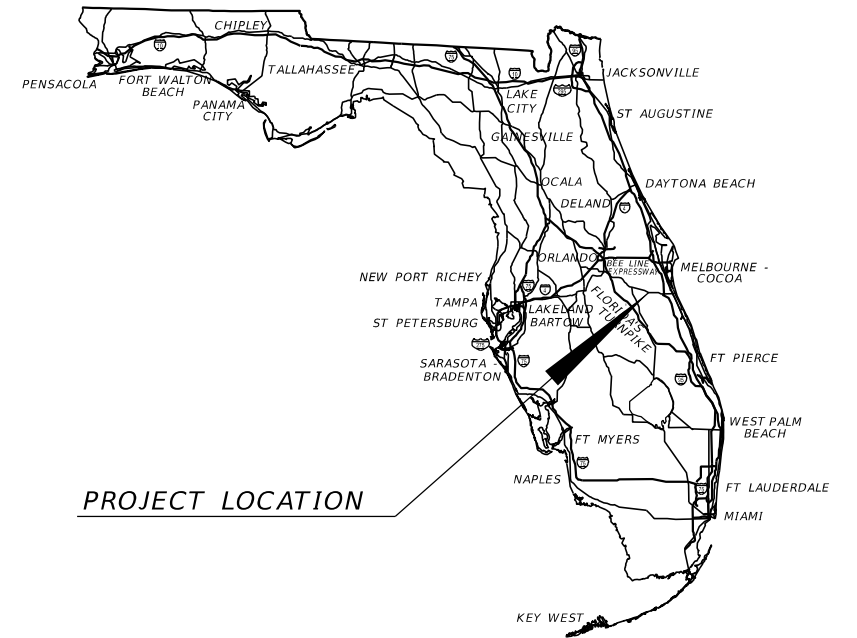 CHIPLEY
PENSACOLA
FORT WALTON
BEACH
TALLAHASSEE
PANAMA
CITY
JACKSONVILLE
LAKE
CITY
ST AUGUSTINE
GAINESVILLE
OCALA
DAYTONA BEACH
DELAND
ORLANDO
BEE LINE
EXPRESSWAY
MELBOURNE -
COCOA
NEW PORT RICHEY
TAMPA
LAKELAND
ST PETERSBURG
BARTOW
FLORIDA'S
TURNPIKE
SARASOTA -
BRADENTON
FT PIERCE
WEST PALM
BEACH
FT MYERS
NAPLES
FT LAUDERDALE
PROJECT LOCATION
MIAMI
KEY WEST